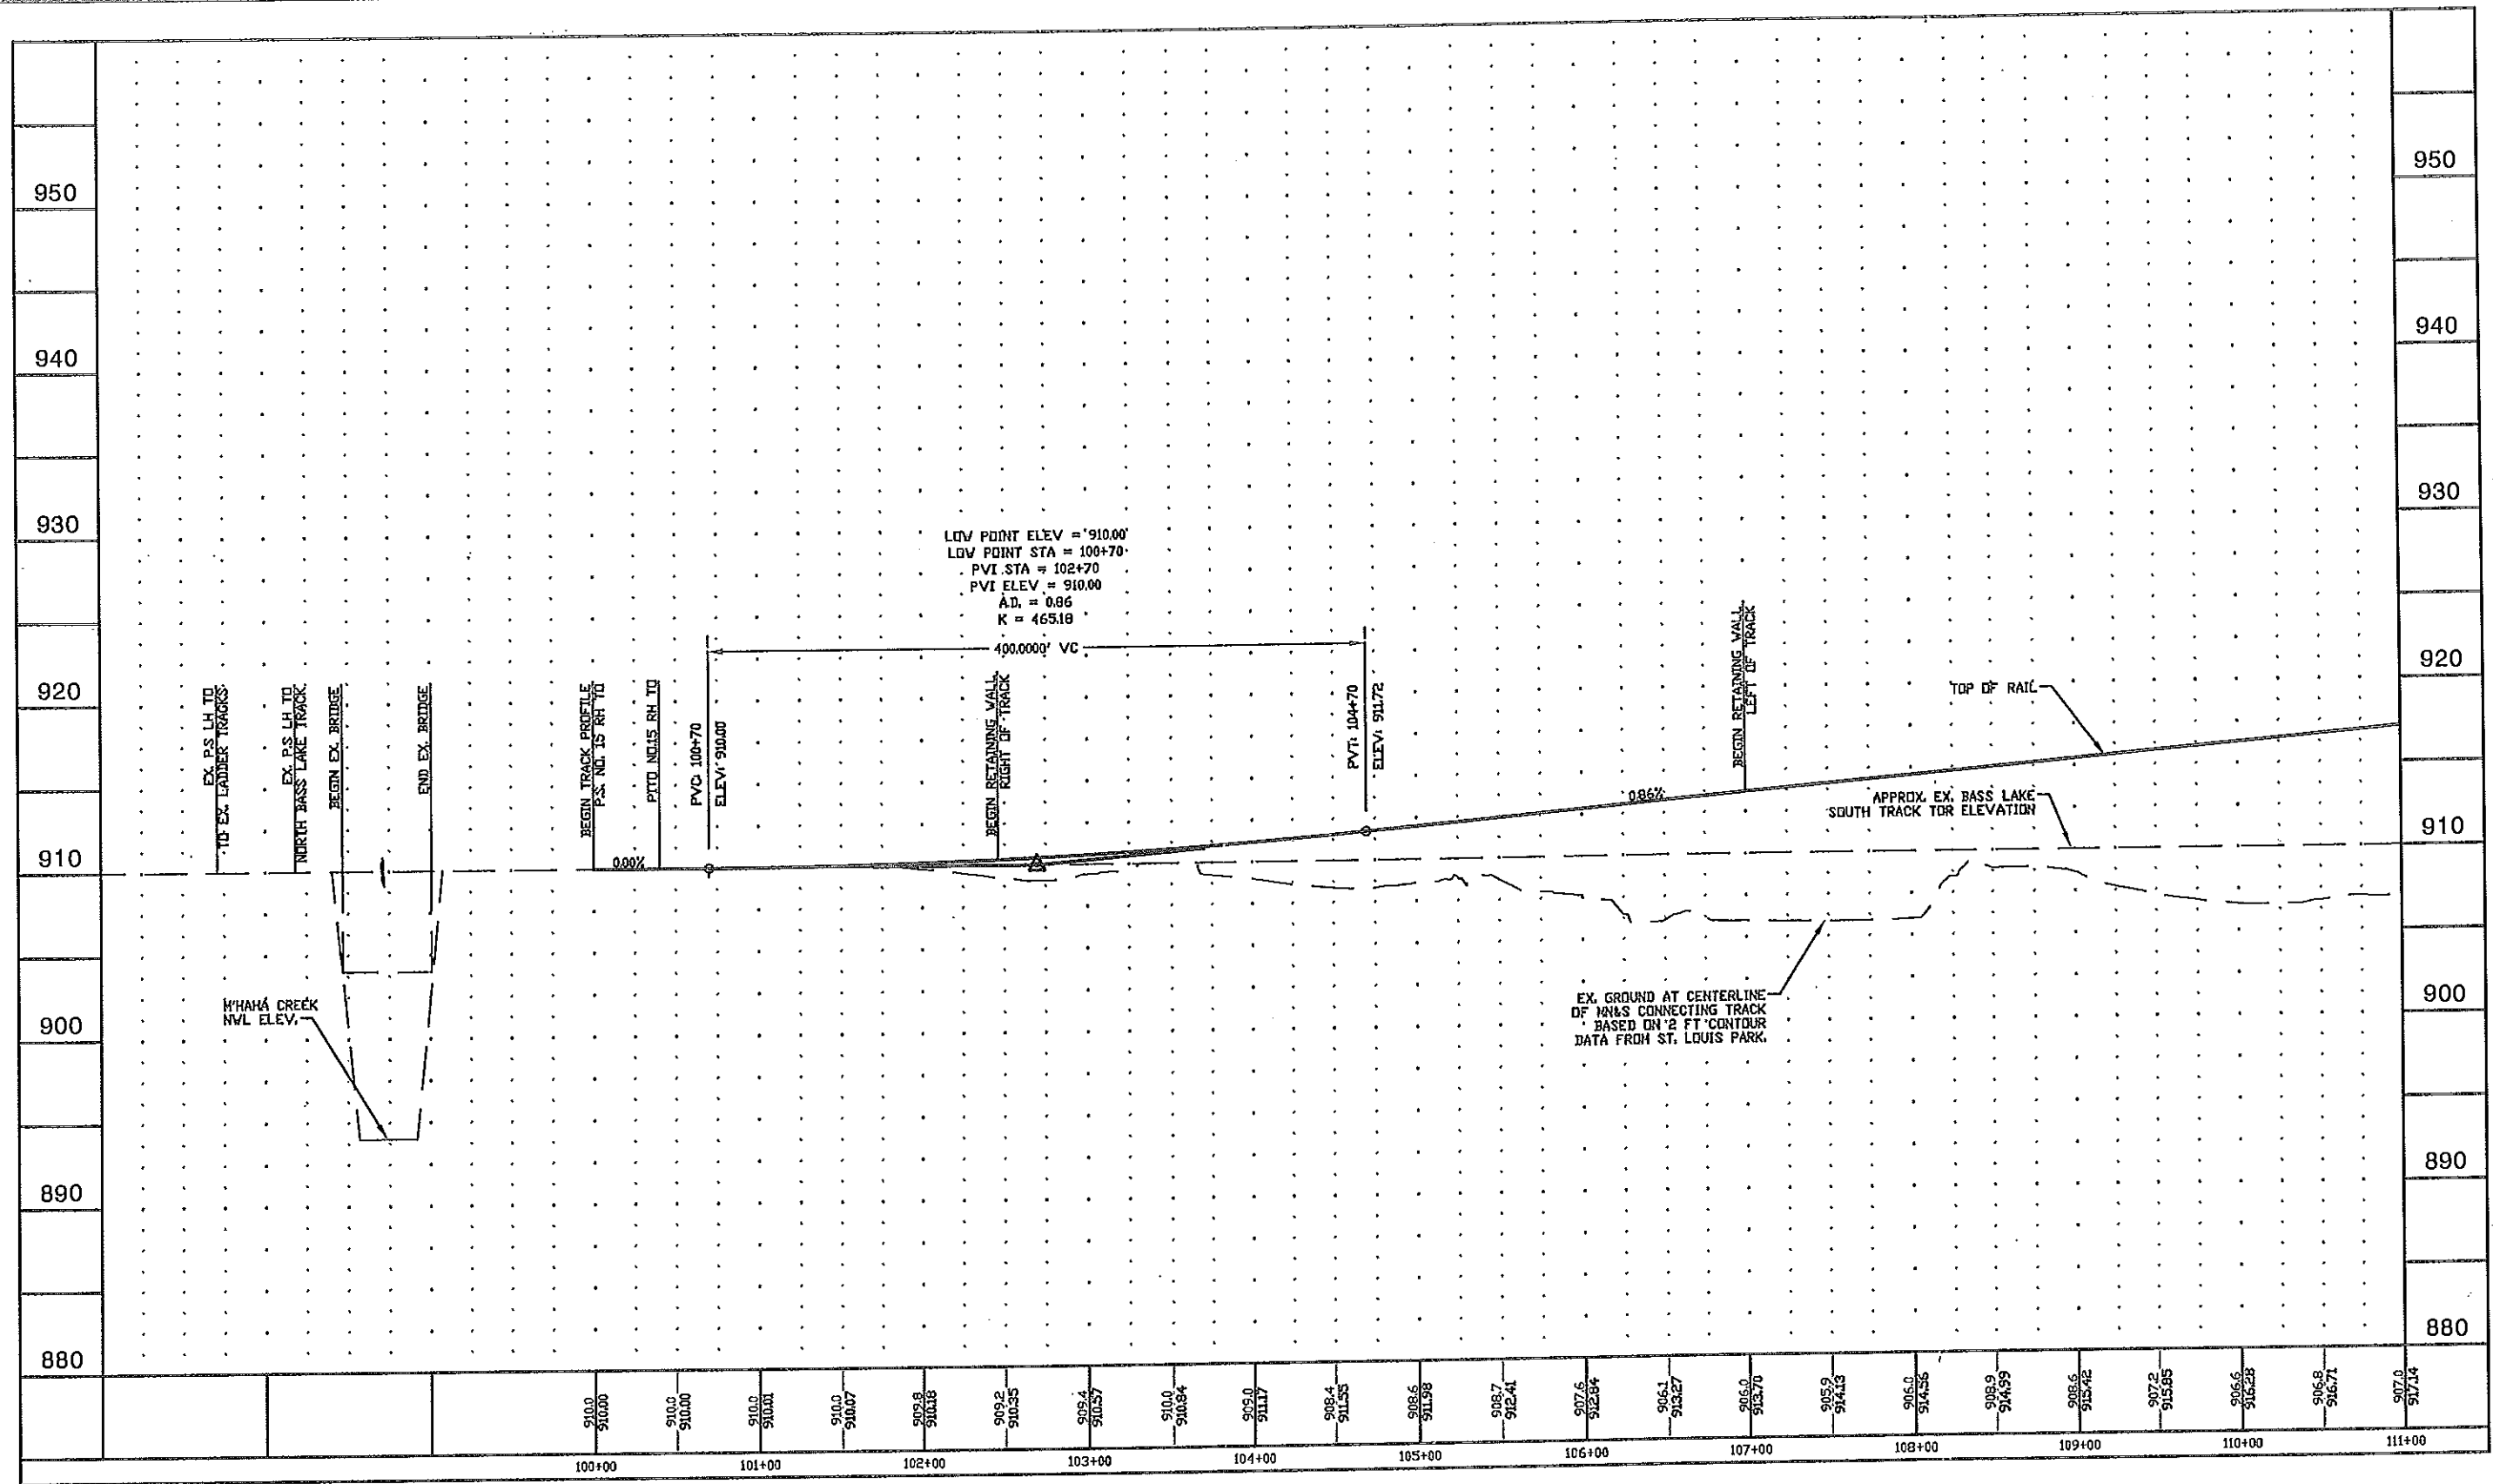 950
940
930
920
910
900
890
880
950
940
930
920
910
900
890
880
LOW POINT ELEV = 910.00
LOW POINT STA = 100+70
PVI STA = 102+70
PVI ELEV = 910.00
A.D. = 0.86
K = 465.18
400.0000' VC
EX. P.S LH TO
TO EX. LADDER TRACKS
EX. P.S LH TO
NORTH BASS LAKE TRACK
BEGIN EX. BRIDGE
END EX. BRIDGE
BEGIN TRACK PROFILE
P.S. NO. 15 RH TO
PITO NO.15 RH TO
PVC: 100+70
ELEV: 910.00
BEGIN RETAINING WALL
RIGHT OF TRACK
PVT: 104+70
ELEV: 911.72
BEGIN RETAINING WALL
LEFT OF TRACK
TOP OF RAIL
0.00%
0.86%
APPROX. EX. BASS LAKE
SOUTH TRACK TOR ELEVATION
M'HAHA CREEK
NWL ELEV.
EX. GROUND AT CENTERLINE
OF MN&S CONNECTING TRACK
BASED ON 2 FT CONTOUR
DATA FROM ST. LOUIS PARK.
910.0
910.00
910.0
910.00
910.0
910.01
910.0
910.07
909.8
910.18
909.2
910.35
909.4
910.57
910.0
910.84
909.0
911.17
908.4
911.55
908.6
911.98
908.7
912.41
907.6
912.84
906.1
913.27
906.0
913.70
905.9
914.13
906.0
914.56
908.9
914.99
908.6
915.42
907.2
915.85
906.6
916.28
906.8
916.71
907.0
917.14
100+00
101+00
102+00
103+00
104+00
105+00
106+00
107+00
108+00
109+00
110+00
111+00